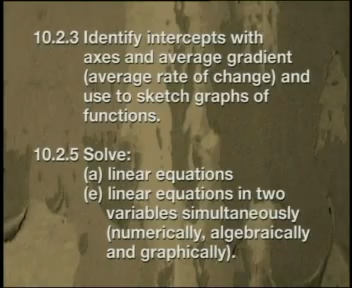 10.2.3 Identify intercepts with
axes and average gradient
(average rate of change) and
use to sketch graphs of
functions.
10.2.5 Solve:
(a) linear equations
(e) linear equations in two
variables simultaneously
(numerically, algebraically
and graphically).